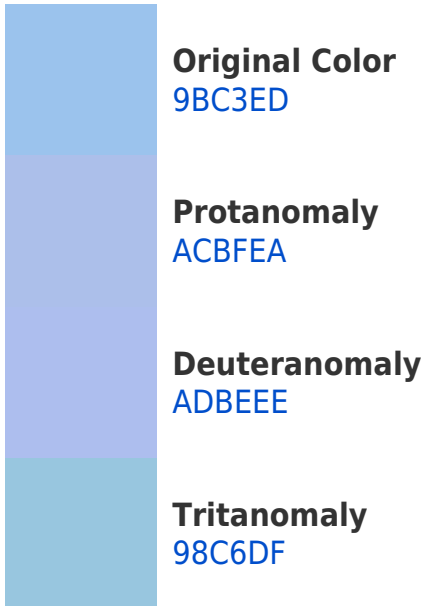 Original Color
9BC3ED
Protanomaly
ACBFEA
Deuteranomaly
ADBEEE
Tritanomaly
98C6DF